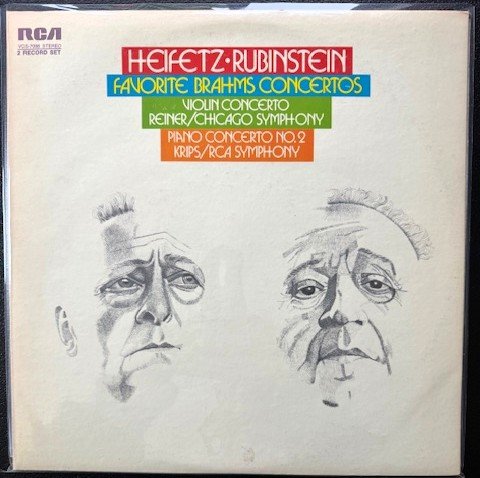 RCA
VCS-7098 STEREO
2 RECORD SET
HEIFETZ·RUBINSTEIN
FAVORITE BRAHMS CONCERTOS
VIOLIN CONCERTO
REINER/CHICAGO SYMPHONY
PIANO CONCERTO NO. 2
KRIPS/RCA SYMPHONY